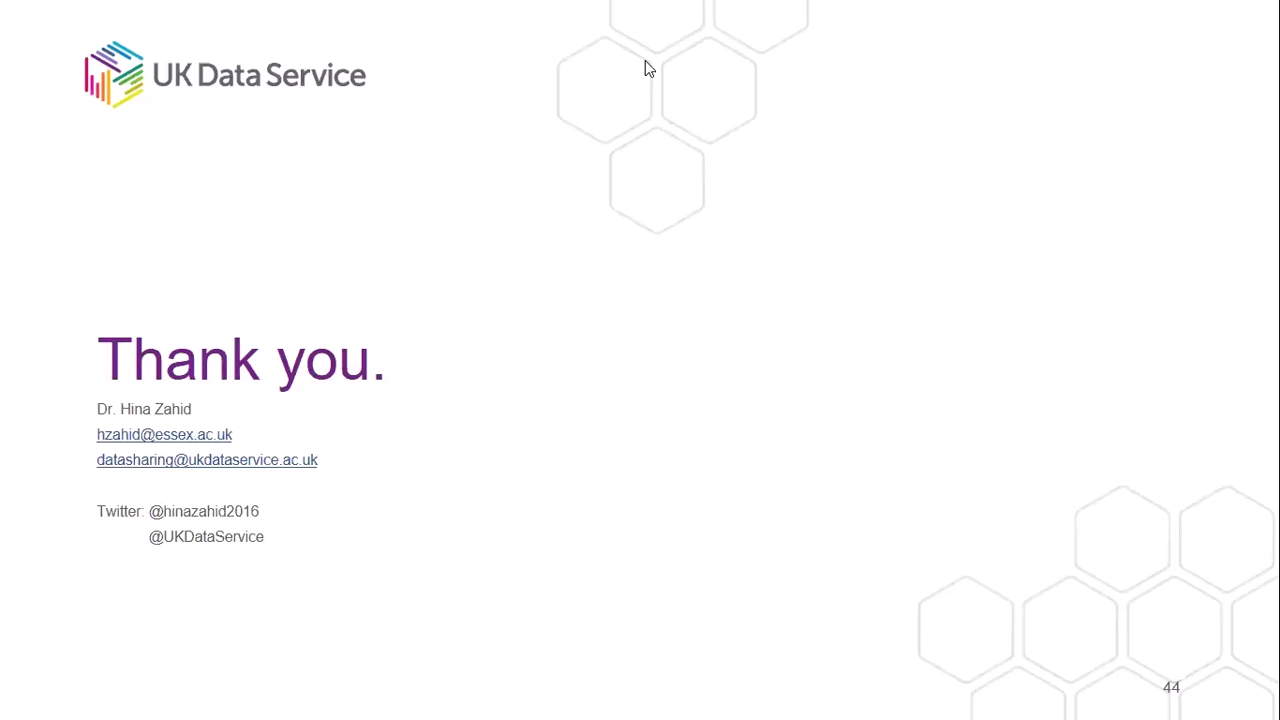 UK Data Service
Thank you.
Dr. Hina Zahid
hzahid@essex.ac.uk
datasharing@ukdataservice.ac.uk
Twitter: @hinazahid2016
@UKDataService
44